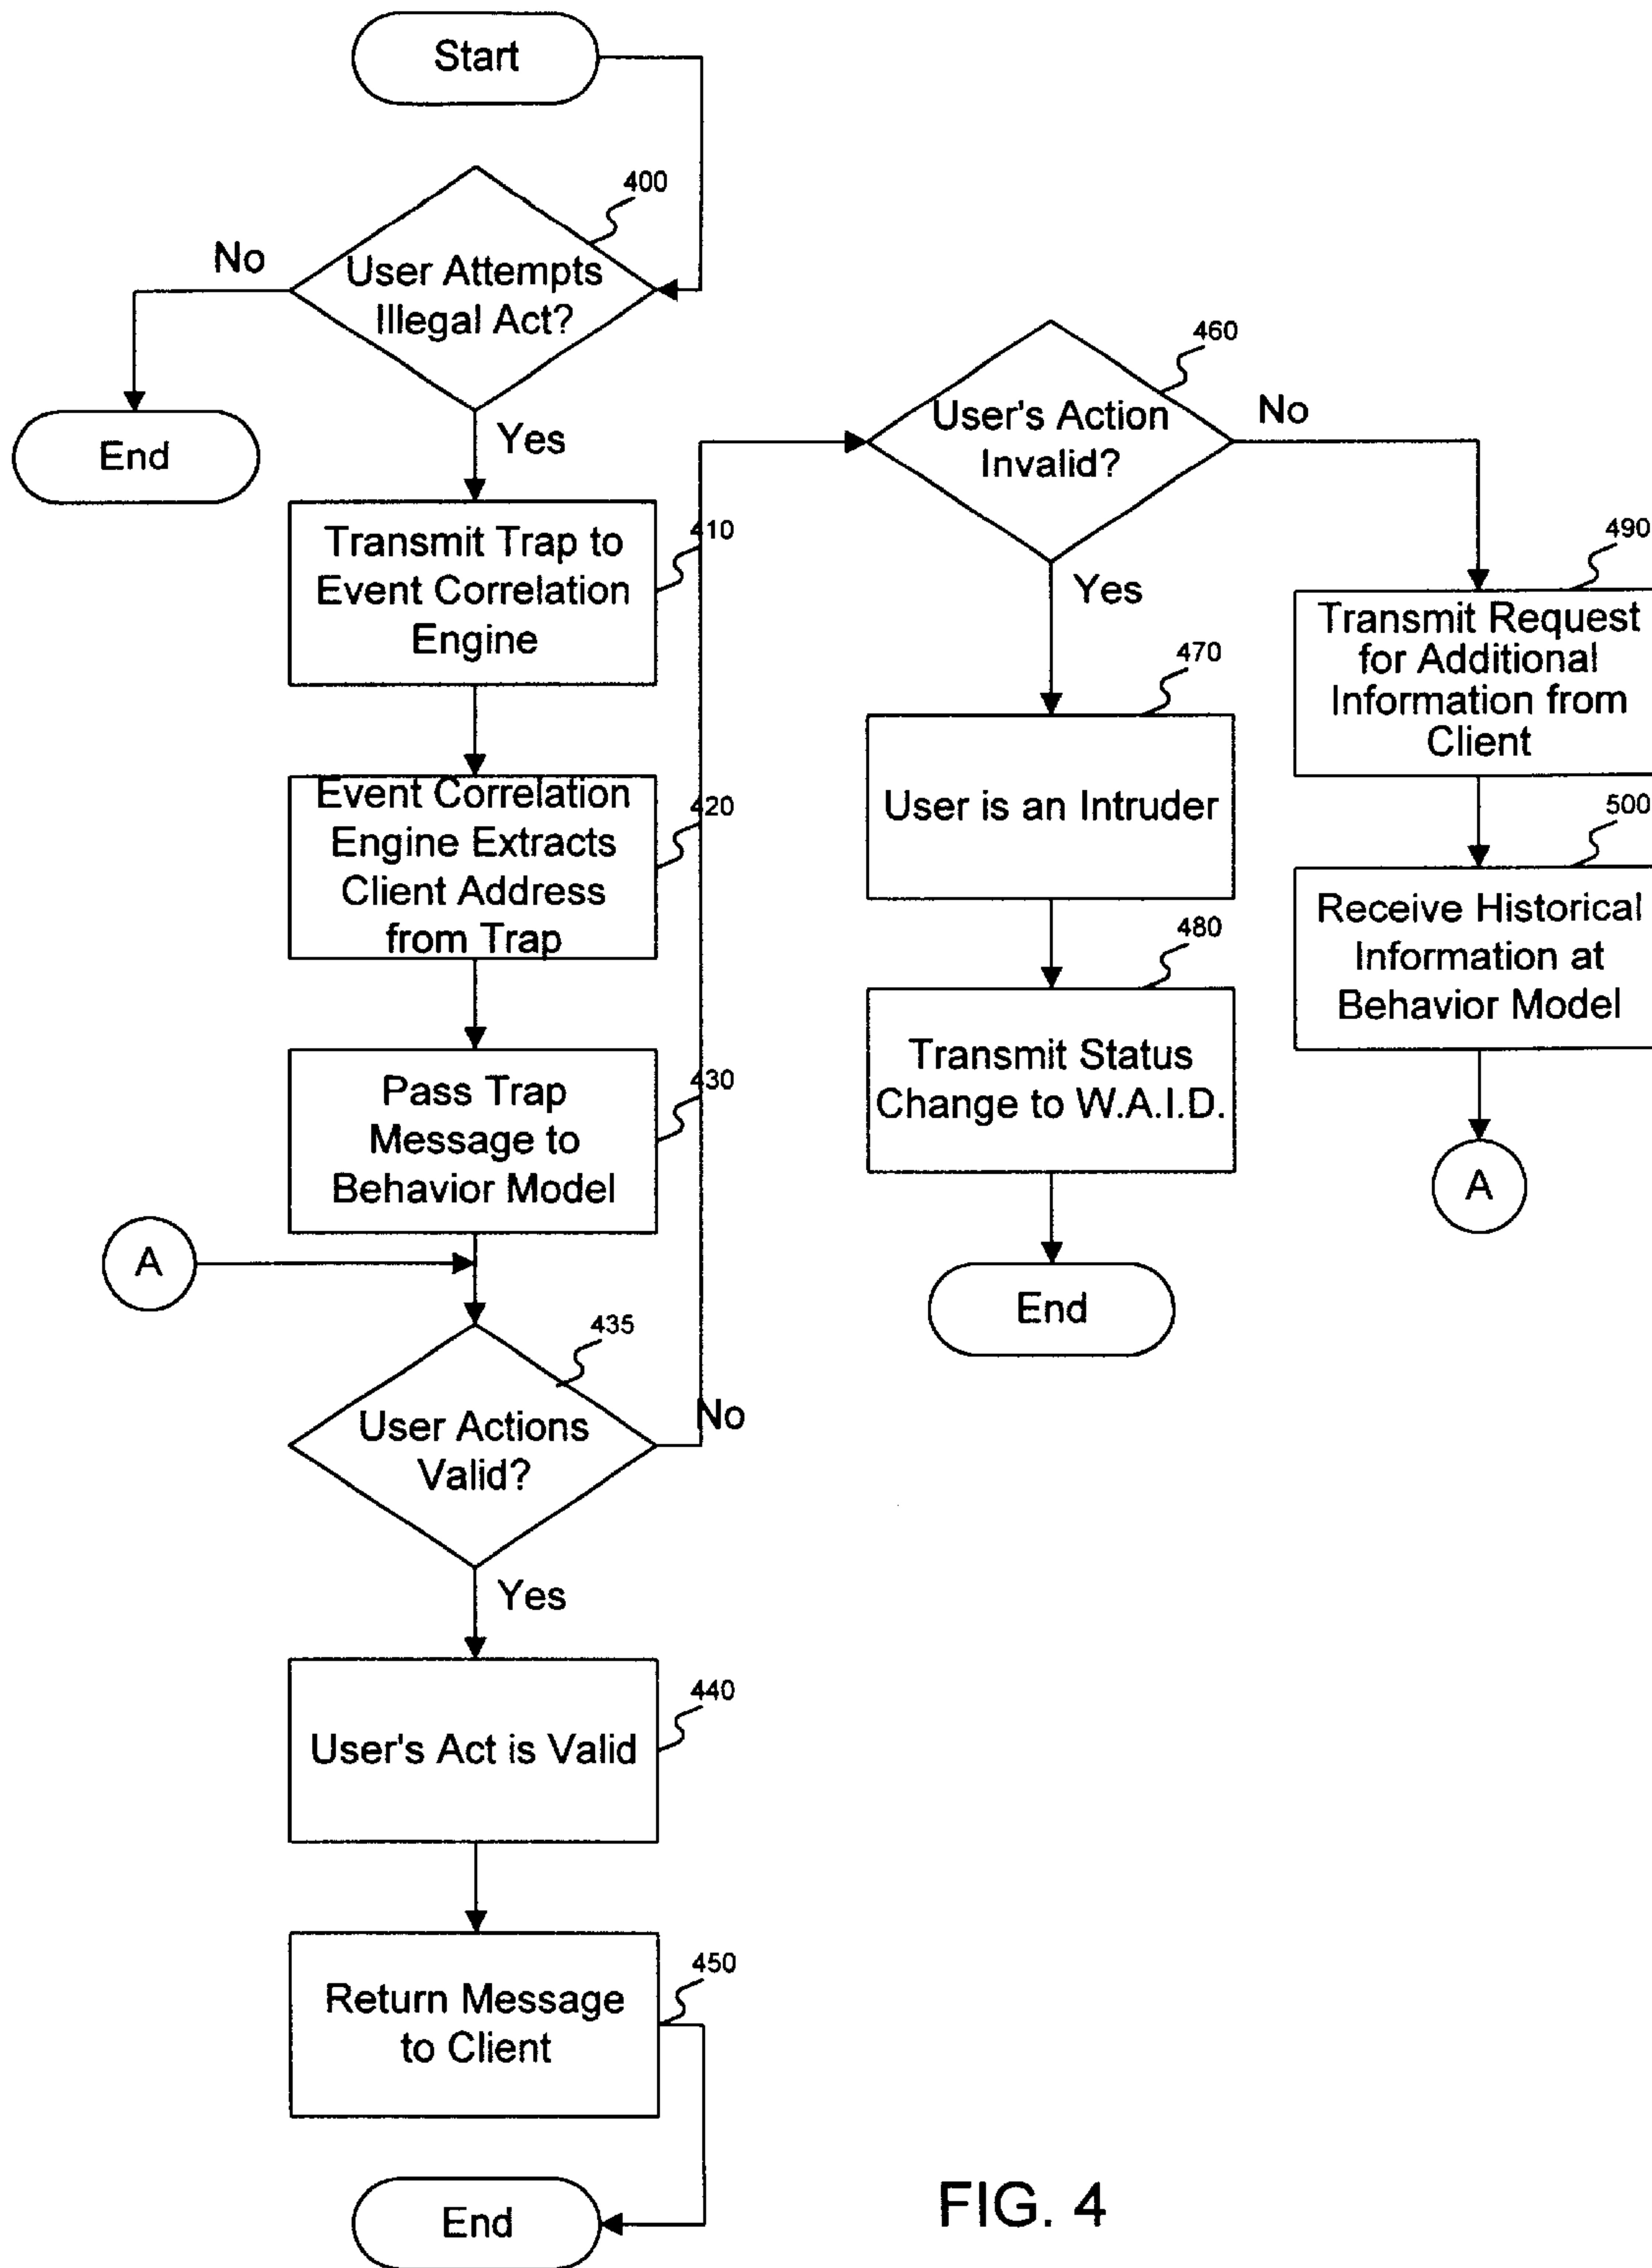 Start
400
No
User Attempts
Illegal Act?
End
Yes
410
Transmit Trap to
Event Correlation
Engine
420
Event Correlation
Engine Extracts
Client Address
from Trap
430
Pass Trap
Message to
Behavior Model
A
435
User Actions
Valid?
No
Yes
440
User's Act is Valid
450
Return Message
to Client
End
460
User's Action
Invalid?
No
Yes
470
User is an Intruder
480
Transmit Status
Change to W.A.I.D.
End
490
Transmit Request
for Additional
Information from
Client
500
Receive Historical
Information at
Behavior Model
A
FIG. 4